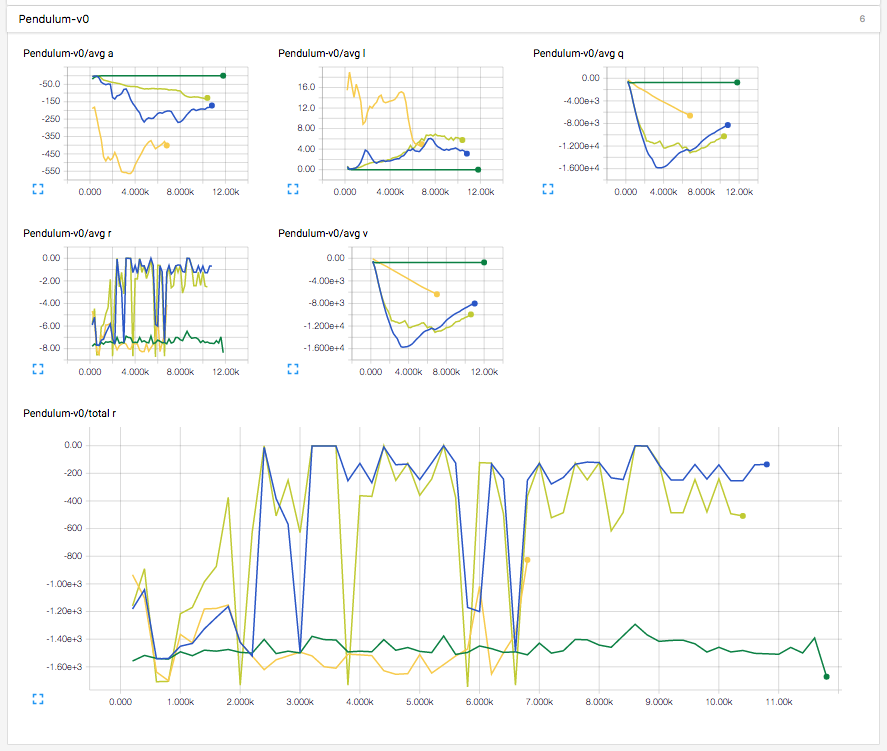 Pendulum-v0 6
Pendulum-v0/avg a Pendulum-v0/avg l Pendulum-v0/avg q
-50.0
-150
-250
-350
-450
-550
0.000 4.000k 8.000k 12.00k
16.0
12.0
8.00
4.00
0.00
0.000 4.000k 8.000k 12.00k
0.00
-4.00e+3
-8.00e+3
-1.200e+4
-1.600e+4
0.000 4.000k 8.000k 12.00k
Pendulum-v0/avg r Pendulum-v0/avg v
0.00
-2.00
-4.00
-6.00
-8.00
0.000 4.000k 8.000k 12.00k
0.00
-4.00e+3
-8.00e+3
-1.200e+4
-1.600e+4
0.000 4.000k 8.000k 12.00k
Pendulum-v0/total r
0.00
-200
-400
-600
-800
-1.00e+3
-1.20e+3
-1.40e+3
-1.60e+3
0.000 1.000k 2.000k 3.000k 4.000k 5.000k 6.000k 7.000k 8.000k 9.000k 10.00k 11.00k